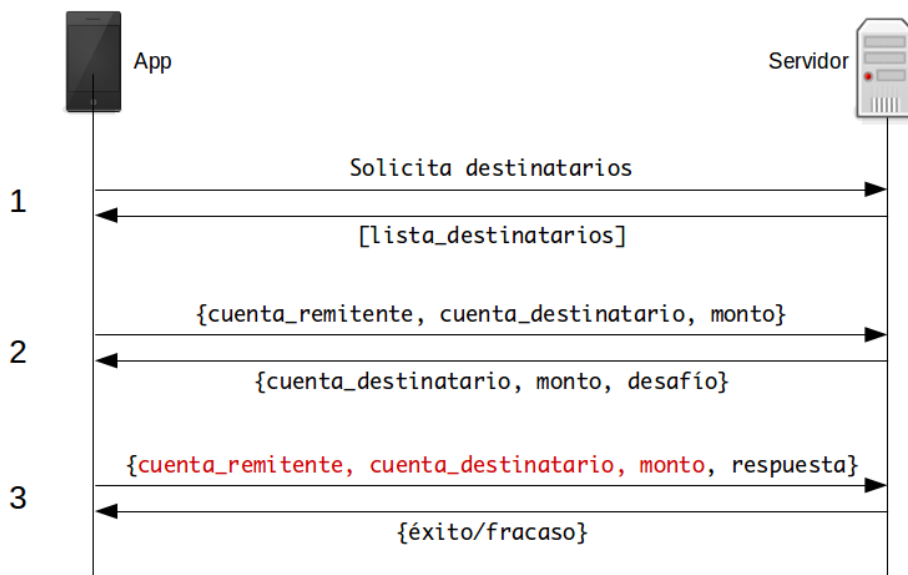 App
Servidor
Solicita destinatarios
1
[lista_destinatarios]
{cuenta_remitente, cuenta_destinatario, monto}
2
{cuenta_destinatario, monto, desafío}
{cuenta_remitente, cuenta_destinatario, monto, respuesta}
3
{éxito/fracaso}